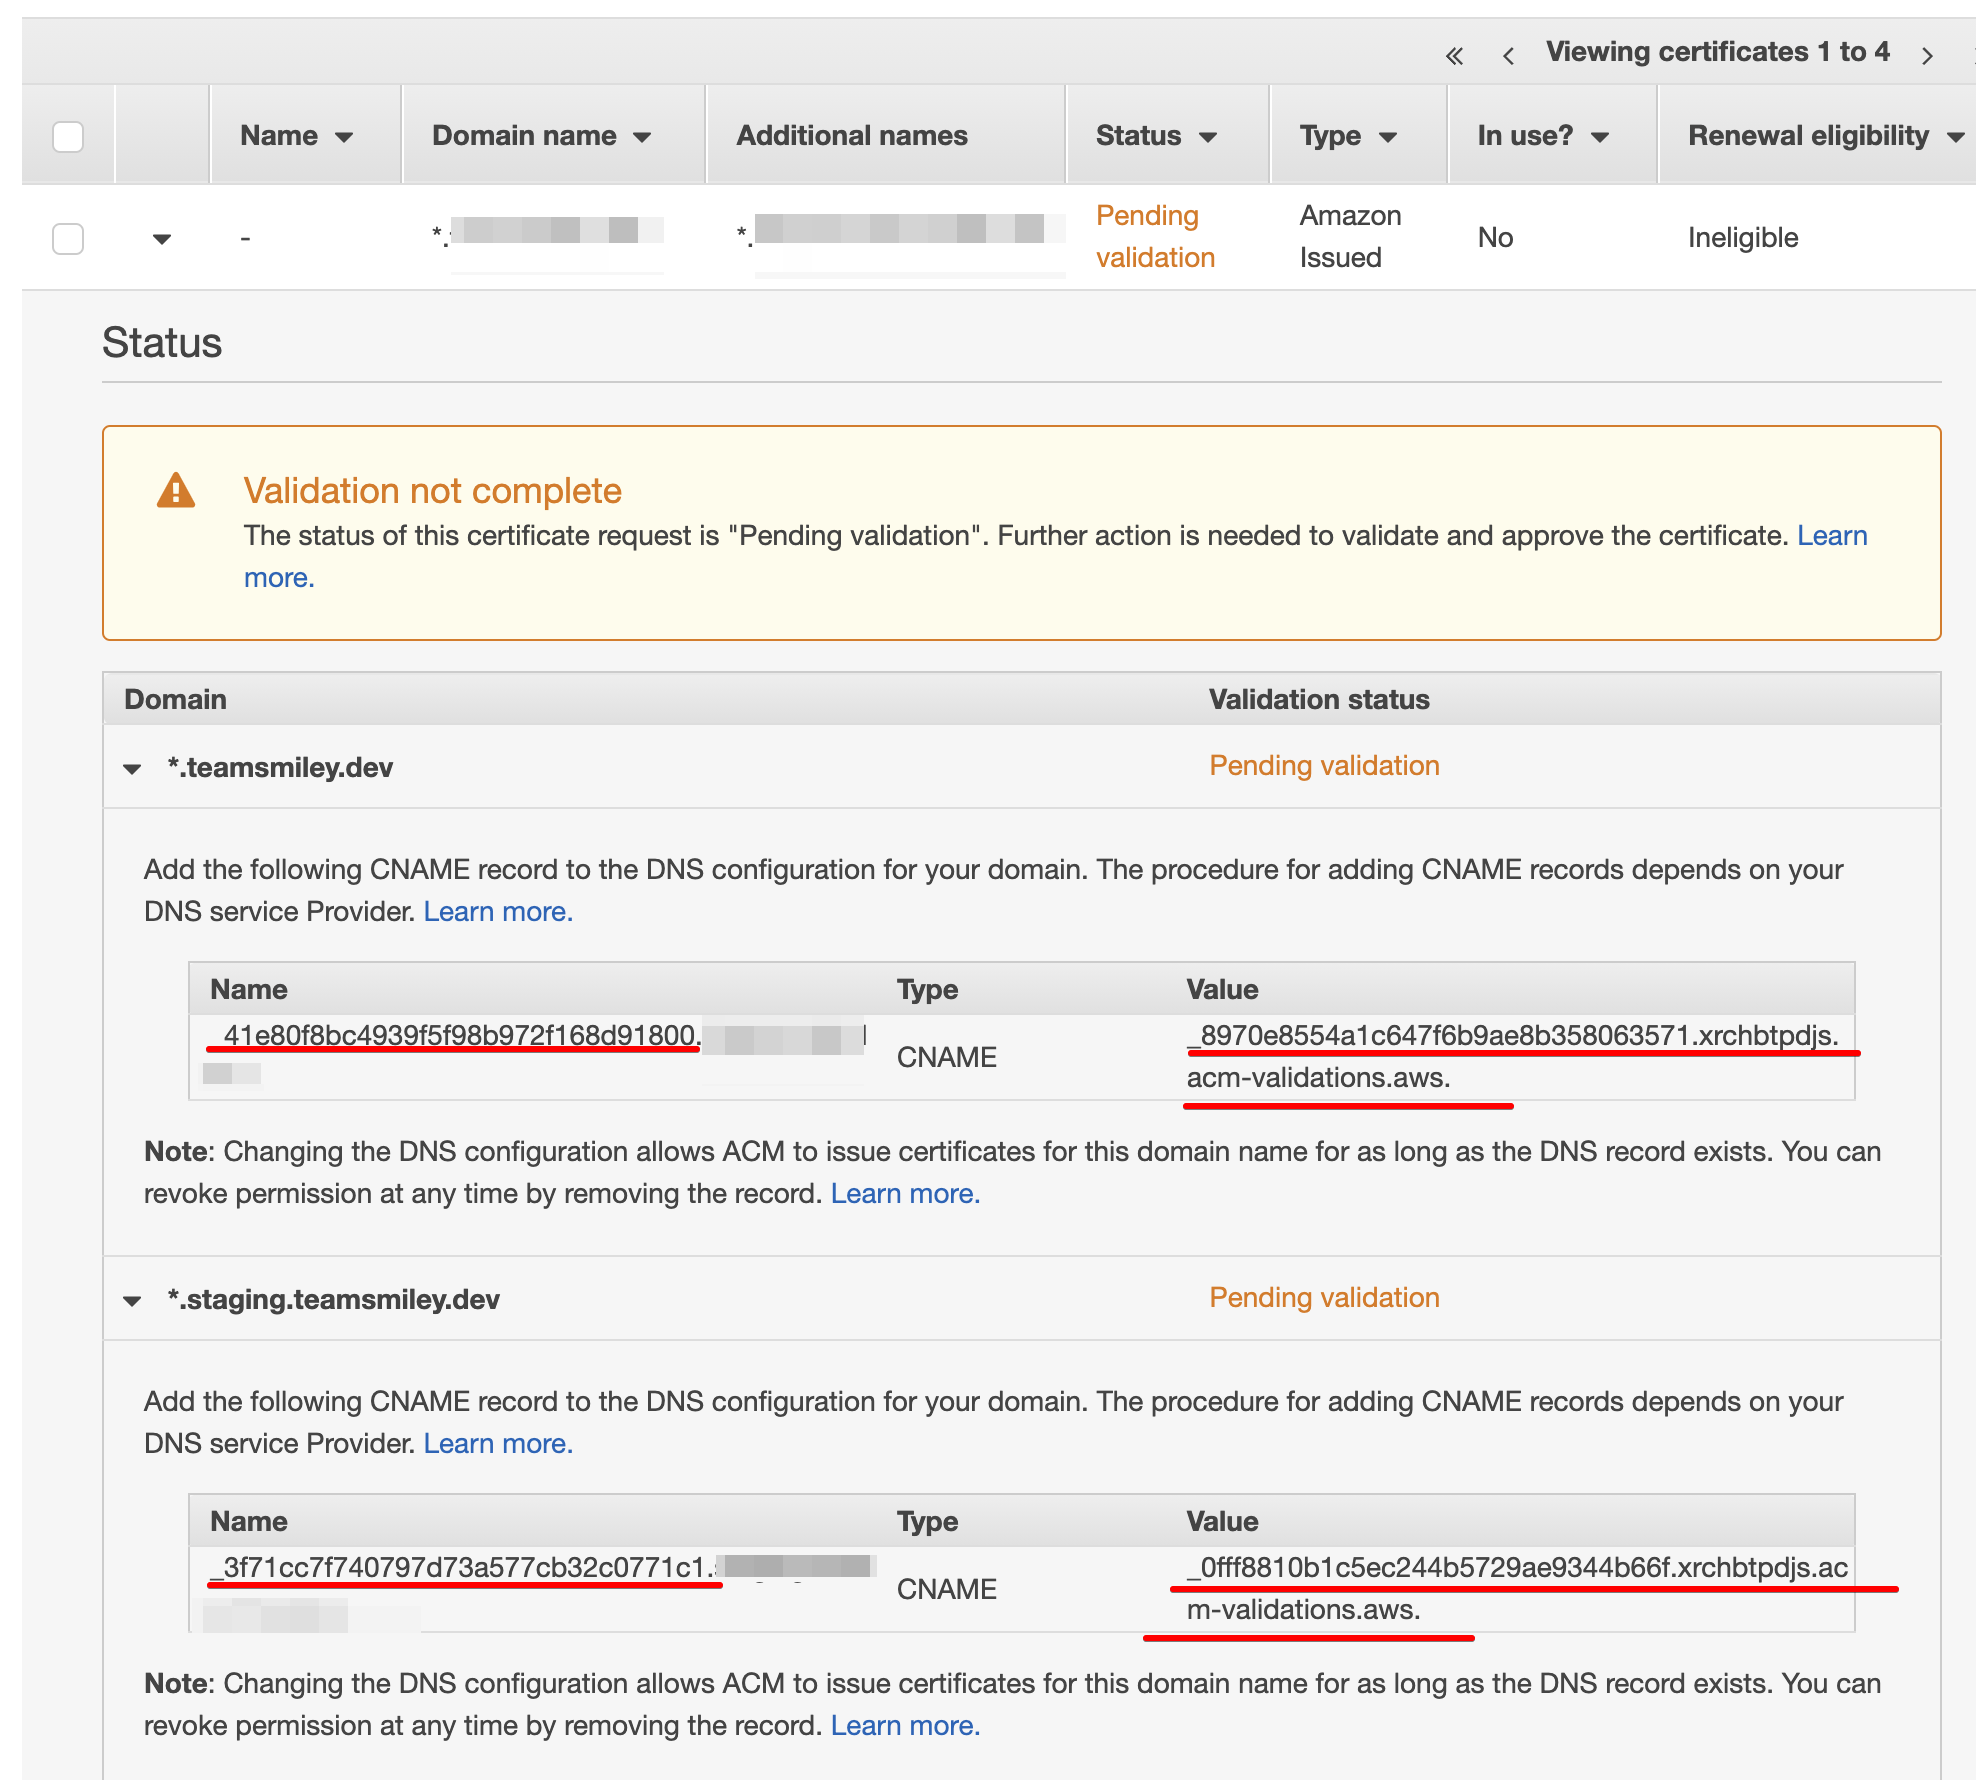 Viewing certificates 1 to 4
Name Domain name Additional names Status Type In use? Renewal eligibility
- *. *. Pending validation Amazon Issued No Ineligible
Status
Validation not complete
The status of this certificate request is "Pending validation". Further action is needed to validate and approve the certificate. Learn
more.
Domain Validation status
*.teamsmiley.dev Pending validation
Add the following CNAME record to the DNS configuration for your domain. The procedure for adding CNAME records depends on your
DNS service Provider. Learn more.
Name Type Value
_41e80f8bc4939f5f98b972f168d91800. CNAME _8970e8554a1c647f6b9ae8b358063571.xrchbtpdjs.
acm-validations.aws.
Note: Changing the DNS configuration allows ACM to issue certificates for this domain name for as long as the DNS record exists. You can
revoke permission at any time by removing the record. Learn more.
*.staging.teamsmiley.dev Pending validation
Add the following CNAME record to the DNS configuration for your domain. The procedure for adding CNAME records depends on your
DNS service Provider. Learn more.
Name Type Value
_3f71cc7f740797d73a577cb32c0771c1. CNAME _0fff8810b1c5ec244b5729ae9344b66f.xrchbtpdjs.ac
m-validations.aws.
Note: Changing the DNS configuration allows ACM to issue certificates for this domain name for as long as the DNS record exists. You can
revoke permission at any time by removing the record. Learn more.